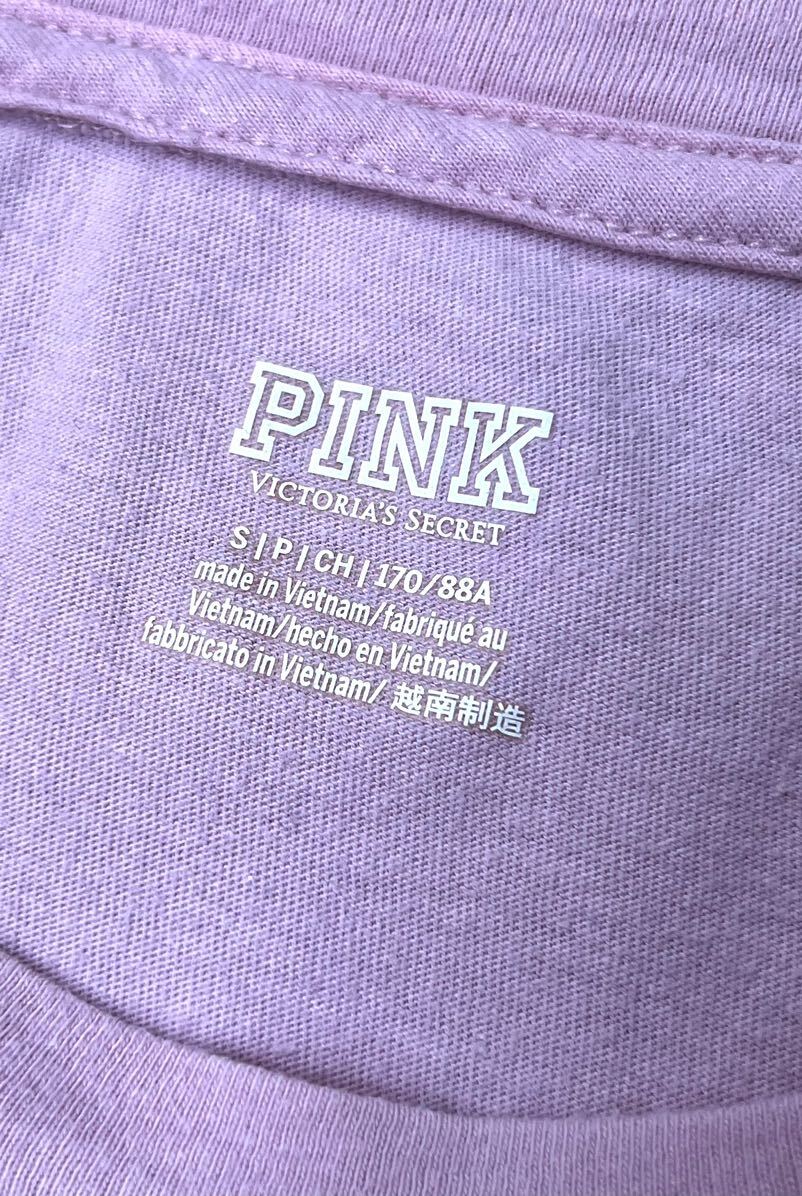 PINK
VICTORIA'S SECRET
S | P | CH | 170/88A
made in Vietnam/fabriqué au
Vietnam/hecho en Vietnam/
fabbricato in Vietnam/ 越南制造